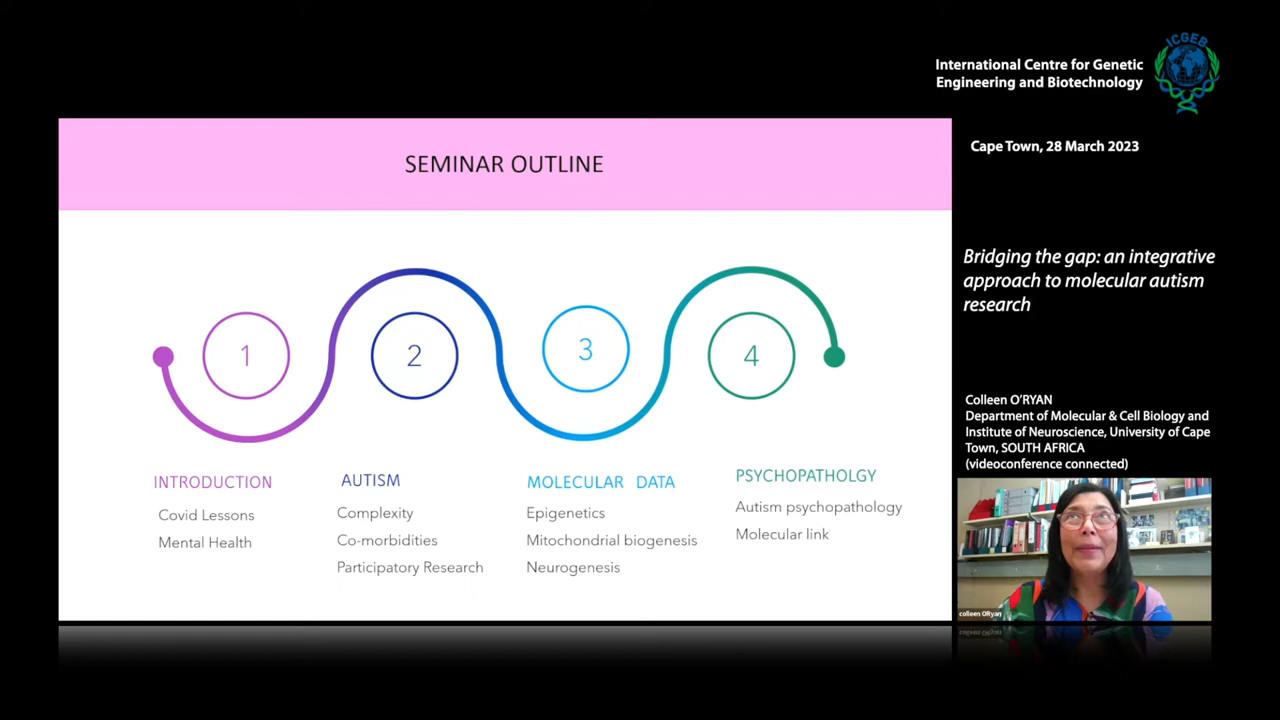 International Centre for Genetic
Engineering and Biotechnology
ICGEB
Cape Town, 28 March 2023
SEMINAR OUTLINE
Bridging the gap: an integrative
approach to molecular autism
research
1
2
3
4
INTRODUCTION
Covid Lessons
Mental Health
AUTISM
Complexity
Co-morbidities
Participatory Research
MOLECULAR DATA
Epigenetics
Mitochondrial biogenesis
Neurogenesis
PSYCHOPATHOLGY
Autism psychopathology
Molecular link
Colleen O'RYAN
Department of Molecular & Cell Biology and
Institute of Neuroscience, University of Cape
Town, SOUTH AFRICA
(videoconference connected)
colleen ORyan